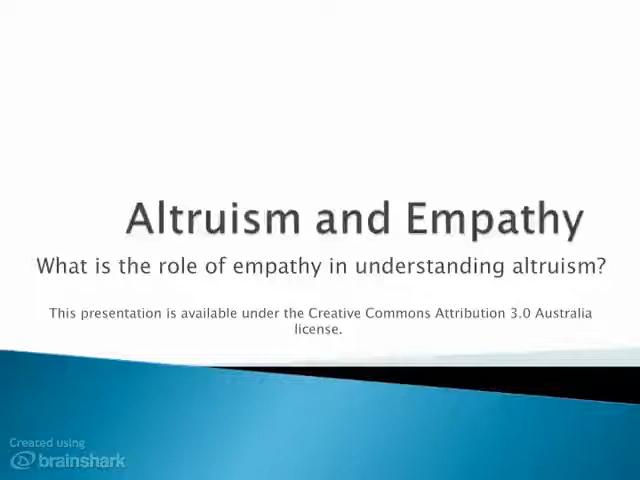 Altruism and Empathy
What is the role of empathy in understanding altruism?
This presentation is available under the Creative Commons Attribution 3.0 Australia
license.
Created using
brainshark